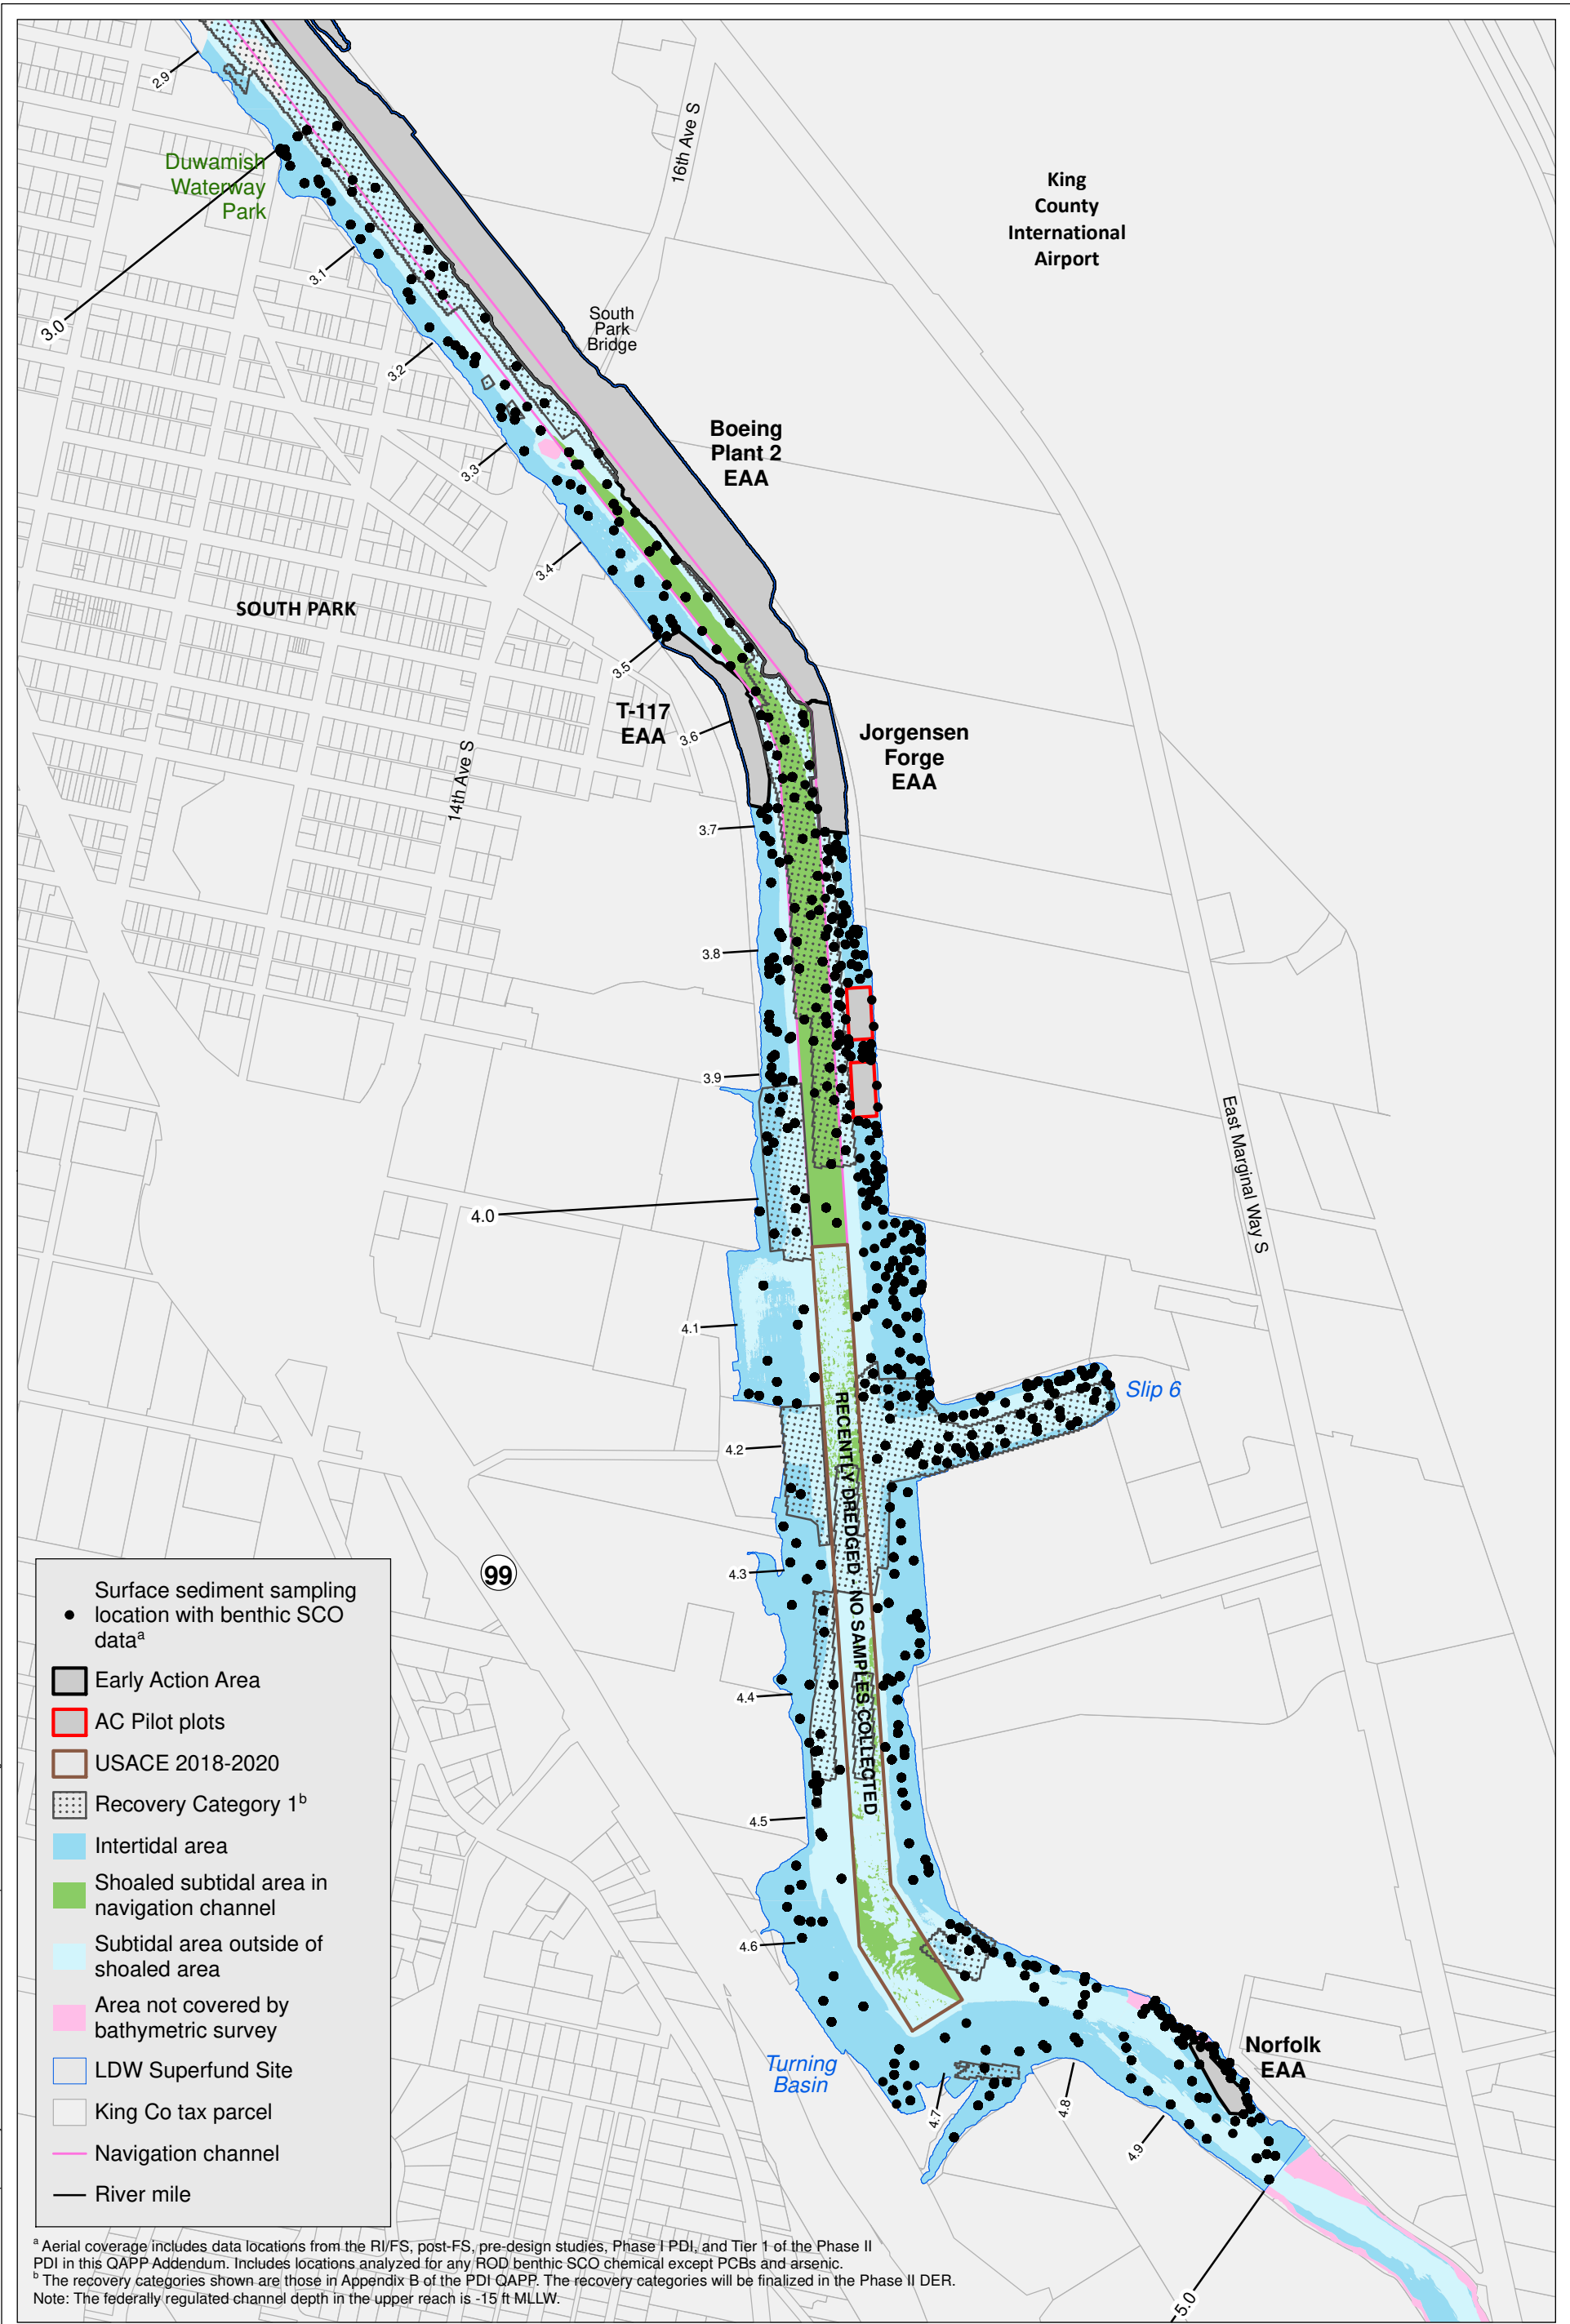 2.9
16th Ave S
Duwamish
Waterway
Park
King
County
International
Airport
3.1
3.0
South
Park
Bridge
3.2
Boeing
Plant 2
EAA
3.3
3.4
SOUTH PARK
3.5
T-117
EAA
3.6
Jorgensen
Forge
EAA
14th Ave S
3.7
3.8
3.9
East Marginal Way S
4.0
4.1
Slip 6
4.2
RECENTLY DREDGED - NO SAMPLES COLLECTED
99
4.3
4.4
4.5
4.6
Turning
Basin
Norfolk
EAA
4.7
4.8
4.9
5.0
Surface sediment sampling
location with benthic SCO
dataa
Early Action Area
AC Pilot plots
USACE 2018-2020
Recovery Category 1b
Intertidal area
Shoaled subtidal area in
navigation channel
Subtidal area outside of
shoaled area
Area not covered by
bathymetric survey
LDW Superfund Site
King Co tax parcel
Navigation channel
River mile
a Aerial coverage includes data locations from the RI/FS, post-FS, pre-design studies, Phase I PDI, and Tier 1 of the Phase II
PDI in this QAPP Addendum. Includes locations analyzed for any ROD benthic SCO chemical except PCBs and arsenic.
b The recovery categories shown are those in Appendix B of the PDI QAPP. The recovery categories will be finalized in the Phase II DER.
Note: The federally regulated channel depth in the upper reach is -15 ft MLLW.